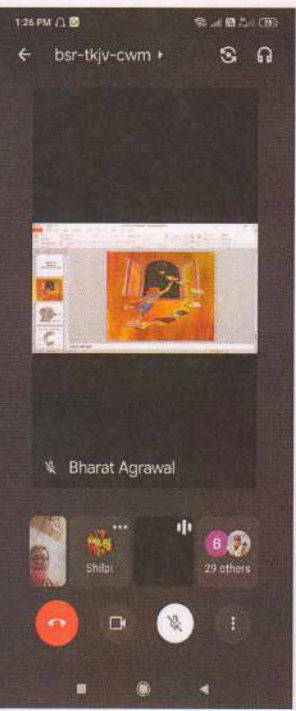 1:26 PM
bsr-tkjv-cwm
Bharat Agrawal
Shilpi
B
29 others